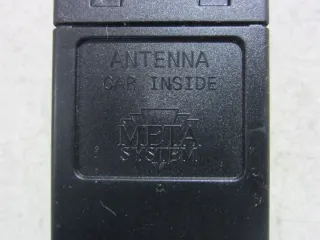 ANTENNA
CAR INSIDE
META
SYSTEM